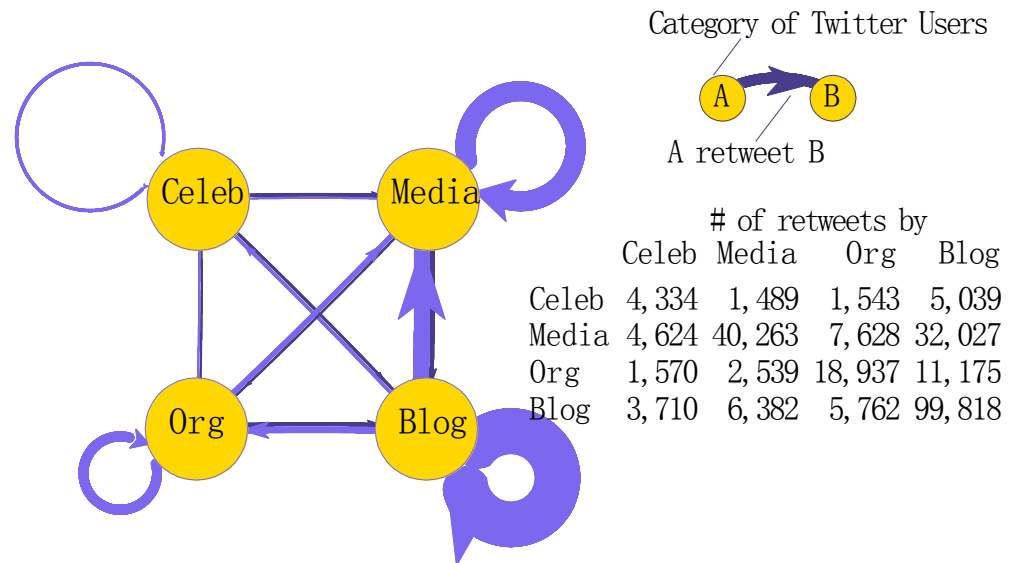 Category of Twitter Users
A B
A retweet B
Celeb Media
Org Blog
# of retweets by
Celeb Media Org Blog
Celeb 4,334 1,489 1,543 5,039
Media 4,624 40,263 7,628 32,027
Org 1,570 2,539 18,937 11,175
Blog 3,710 6,382 5,762 99,818